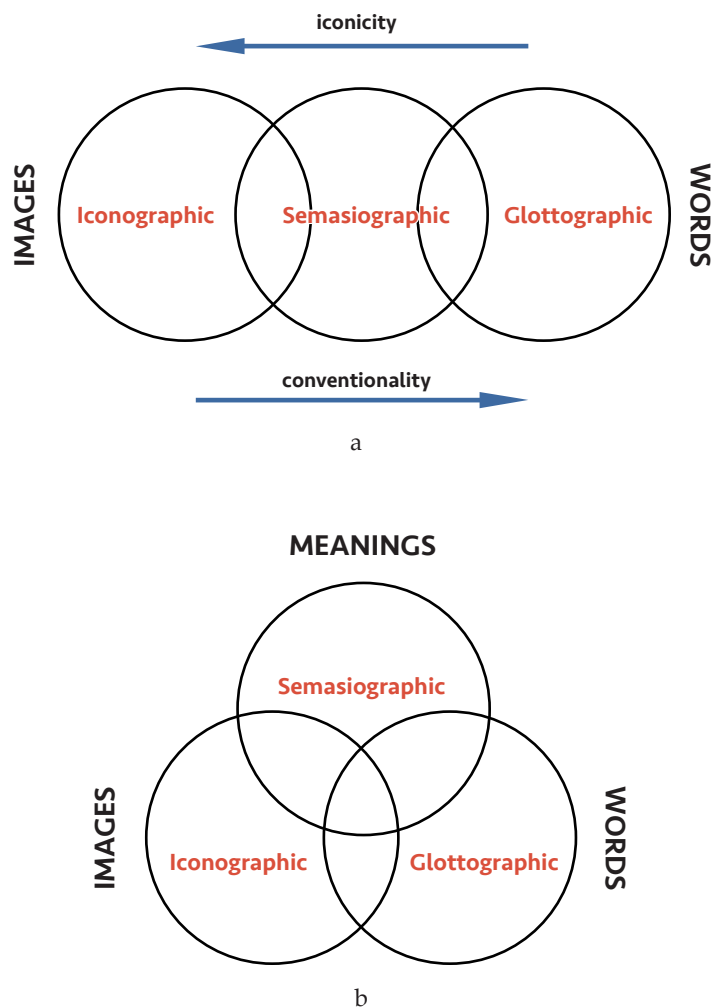 iconicity
IMAGES
Iconographic
Semasiographic
Glottographic
WORDS
conventionality
a
MEANINGS
Semasiographic
IMAGES
Iconographic
Glottographic
WORDS
b